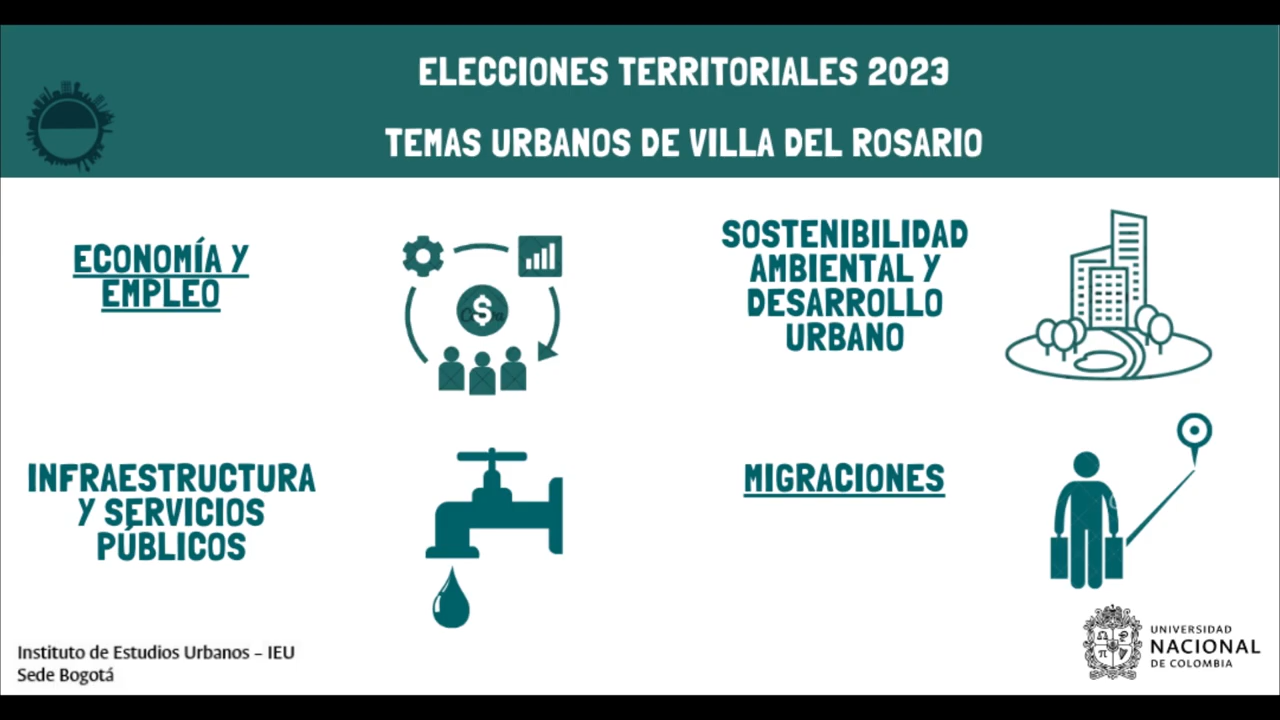 ELECCIONES TERRITORIALES 2023
TEMAS URBANOS DE VILLA DEL ROSARIO
ECONOMÍA Y
EMPLEO
SOSTENIBILIDAD
AMBIENTAL Y
DESARROLLO
URBANO
INFRAESTRUCTURA
Y SERVICIOS
PÚBLICOS
MIGRACIONES
Instituto de Estudios Urbanos – IEU
Sede Bogotá
UNIVERSIDAD
NACIONAL
DE COLOMBIA